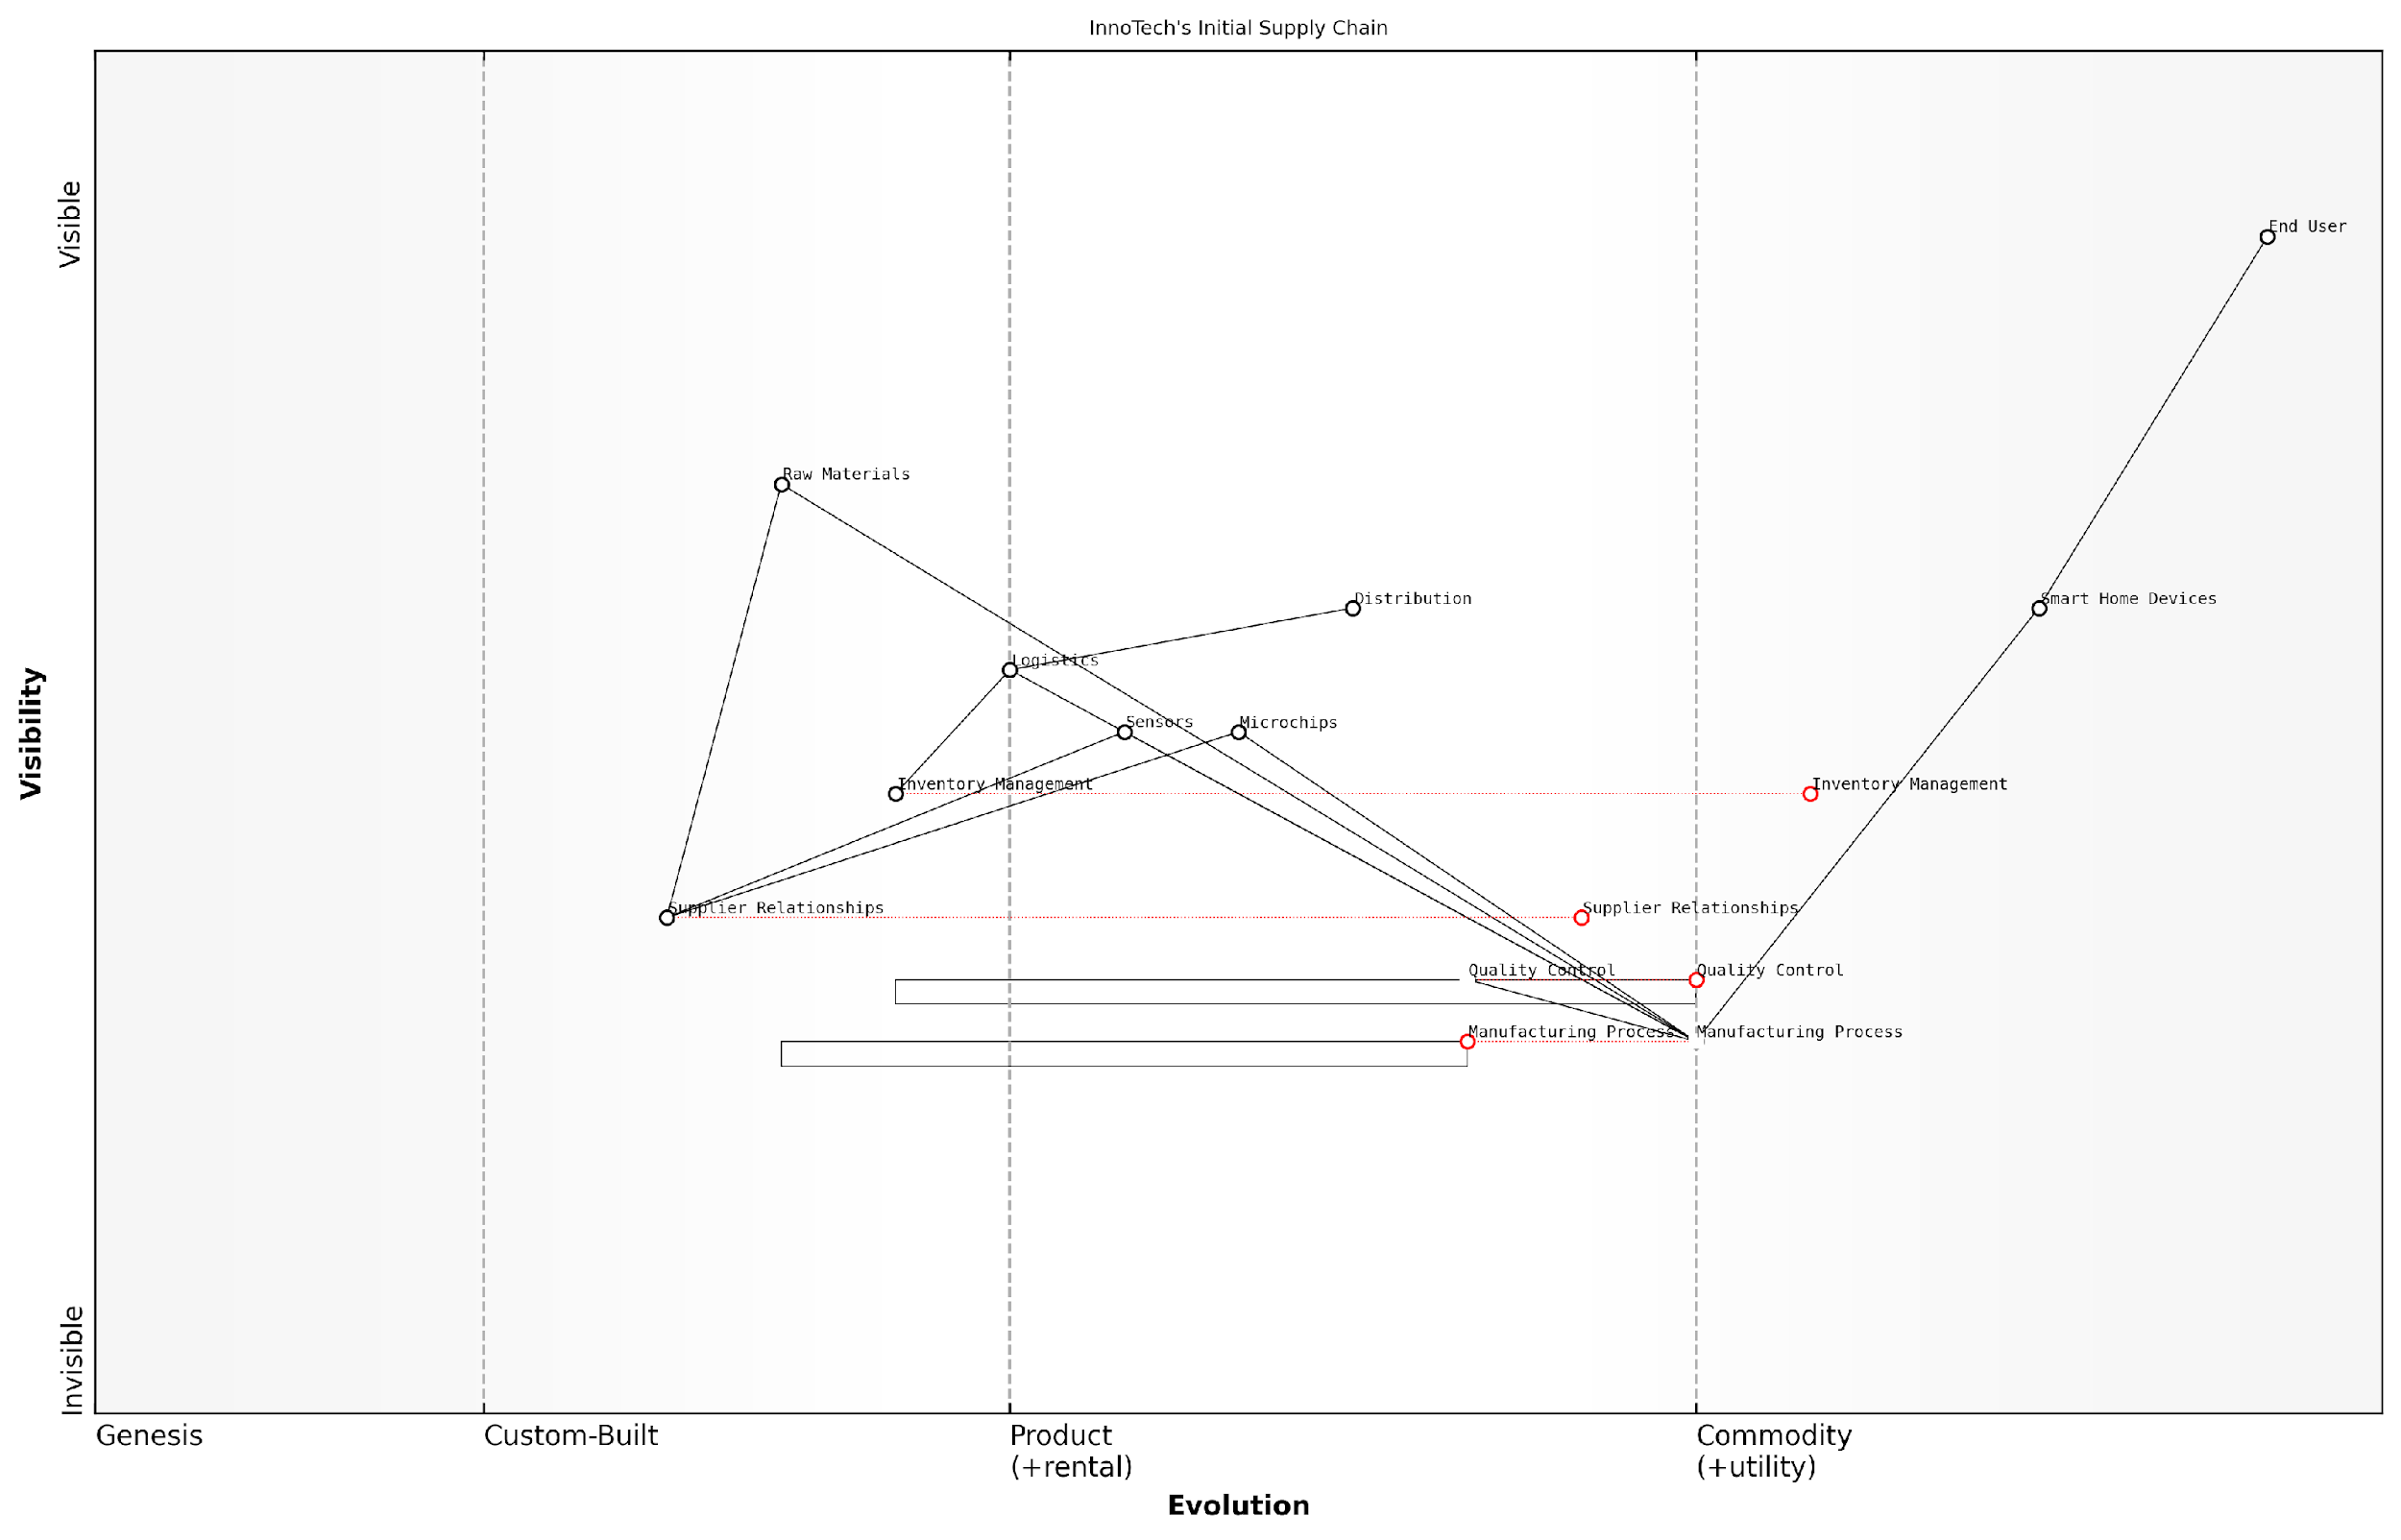 InnoTech's Initial Supply Chain
Visible
End User
Raw Materials
Distribution
Smart Home Devices
Logistics
Sensors
Microchips
Visibility
Inventory Management
Inventory Management
Supplier Relationships
Supplier Relationships
Quality Control
Quality Control
Manufacturing Process
Manufacturing Process
Invisible
Genesis
Custom-Built
Product
(+rental)
Commodity
(+utility)
Evolution